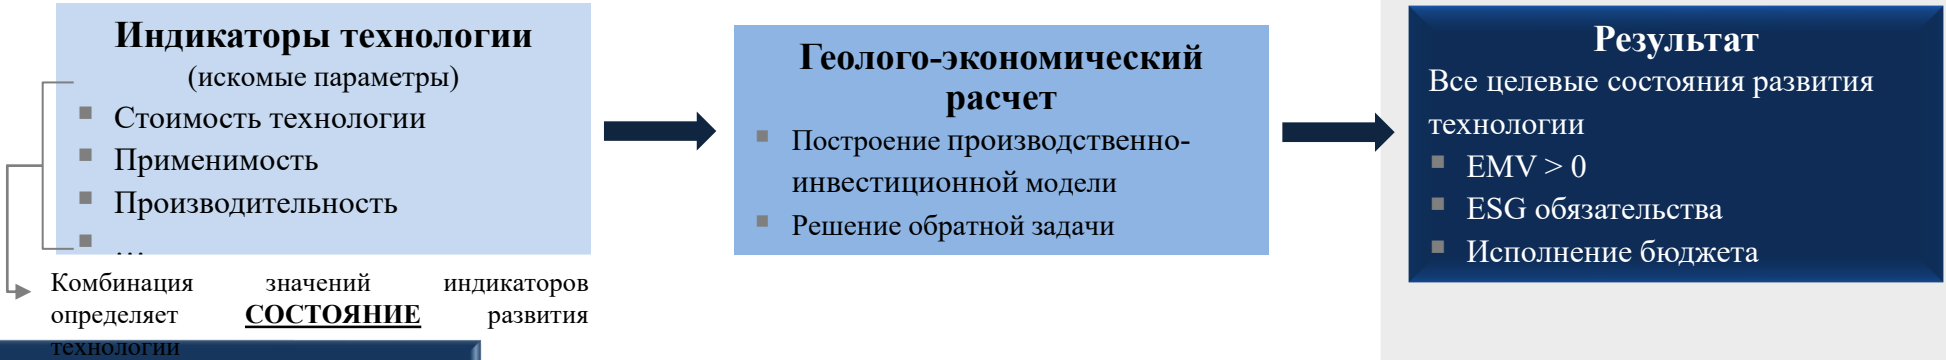 Индикаторы технологии
(искомые параметры)
Стоимость технологии
Применимость
Производительность
…
Комбинация значений индикаторов
определяет СОСТОЯНИЕ развития
технологии
Геолого-экономический
расчет
Построение производственно-
инвестиционной модели
Решение обратной задачи
Результат
Все целевые состояния развития
технологии
EMV > 0
ESG обязательства
Исполнение бюджета